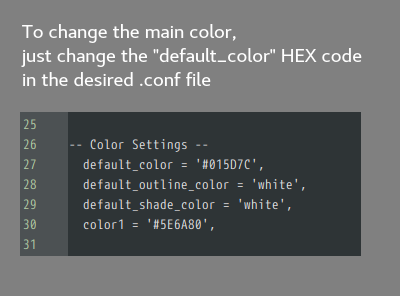 To change the main color,
just change the "default_color" HEX code
in the desired .conf file
25
26 -- Color Settings --
27 default_color = '#015D7C',
28 default_outline_color = 'white',
29 default_shade_color = 'white',
30 color1 = '#5E6A80',
31